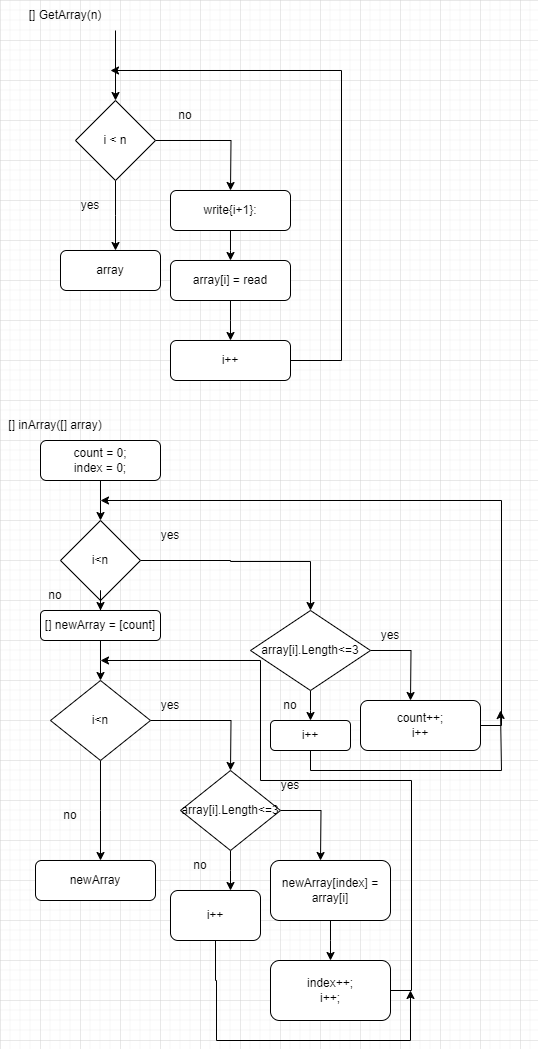 [] GetArray(n)
i < n
no
yes
write{i+1}:
array
array[i] = read
i++
[] inArray([] array)
count = 0;
index = 0;
yes
i<n
no
[] newArray = [count]
array[i].Length<=3
yes
no
i<n
yes
count++;
i++
i++
yes
array[i].Length<=3
no
no
newArray
newArray[index] =
array[i]
i++
index++;
i++;